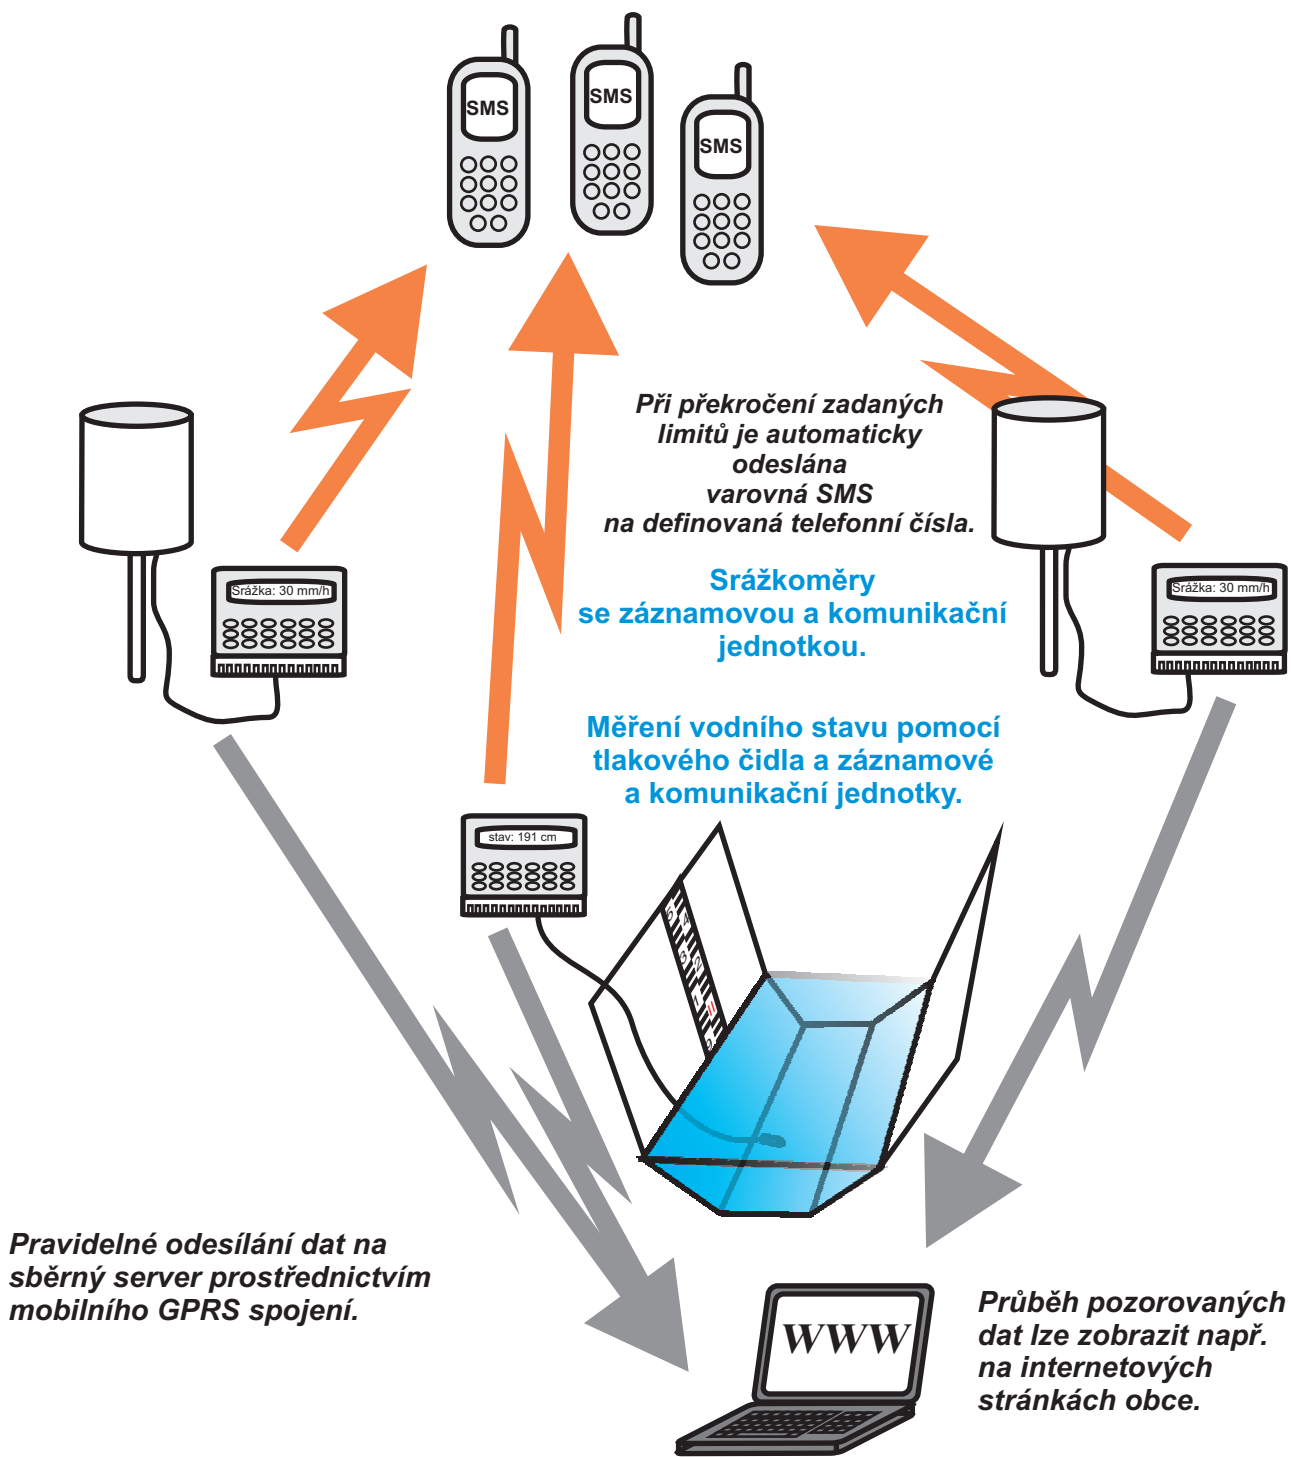 SMS
SMS
SMS
Při překročení zadaných
limitů je automaticky
odeslána
varovná SMS
na definovaná telefonní čísla.
Srážka: 30 mm/h
Srážka: 30 mm/h
Srážkoměry
se záznamovou a komunikační
jednotkou.
Měření vodního stavu pomocí
tlakového čidla a záznamové
a komunikační jednotky.
stav: 191 cm
Pravidelné odesílání dat na
sběrný server prostřednictvím
mobilního GPRS spojení.
WWW
Průběh pozorovaných
dat lze zobrazit např.
na internetových
stránkách obce.